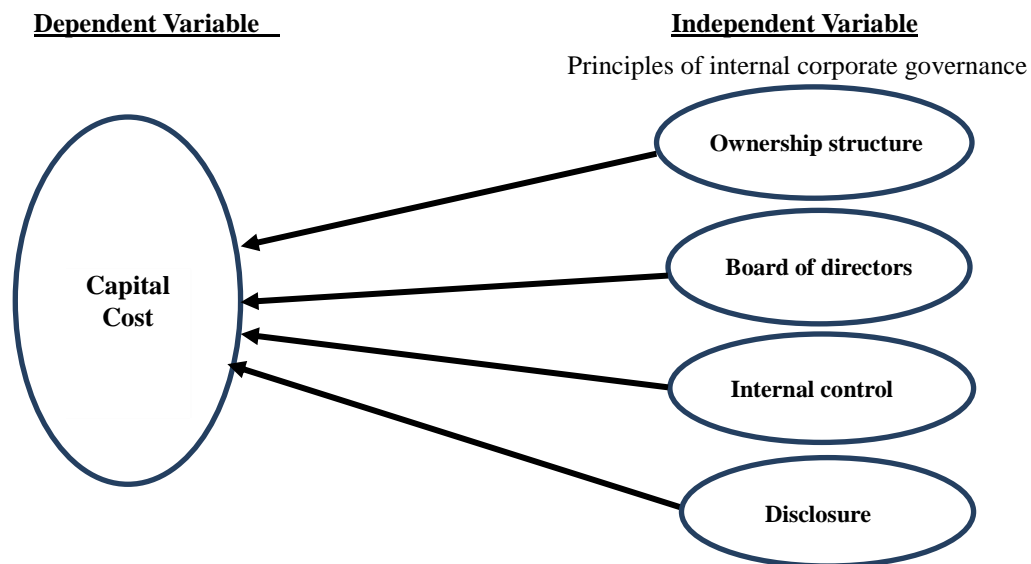 Dependent Variable
Independent Variable
Principles of internal corporate governance
Ownership structure
Board of directors
Capital
Cost
Internal control
Disclosure